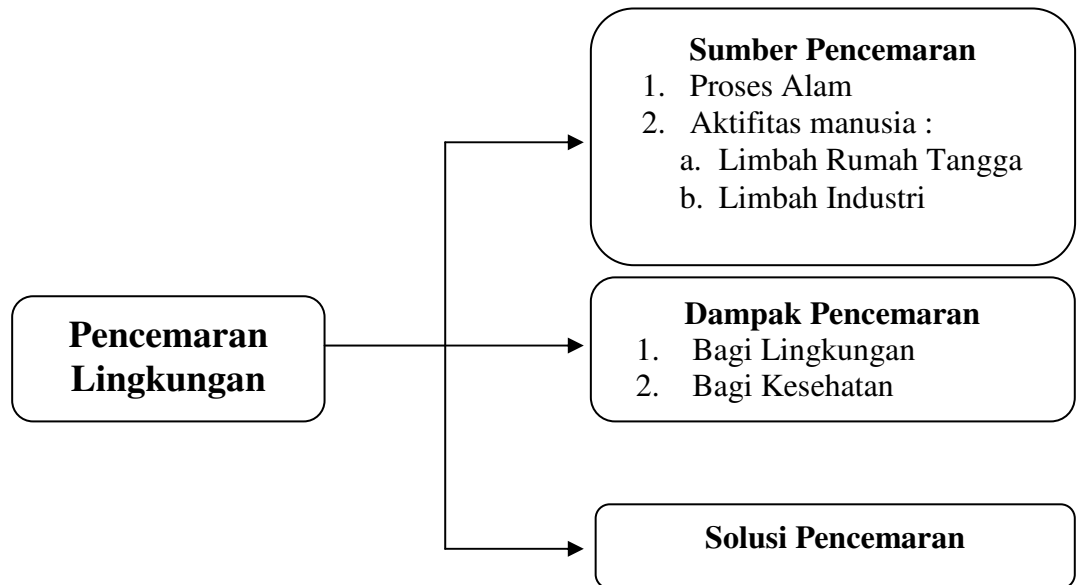 Pencemaran
Lingkungan
Sumber Pencemaran
1. Proses Alam
2. Aktifitas manusia :
a. Limbah Rumah Tangga
b. Limbah Industri
Dampak Pencemaran
1. Bagi Lingkungan
2. Bagi Kesehatan
Solusi Pencemaran